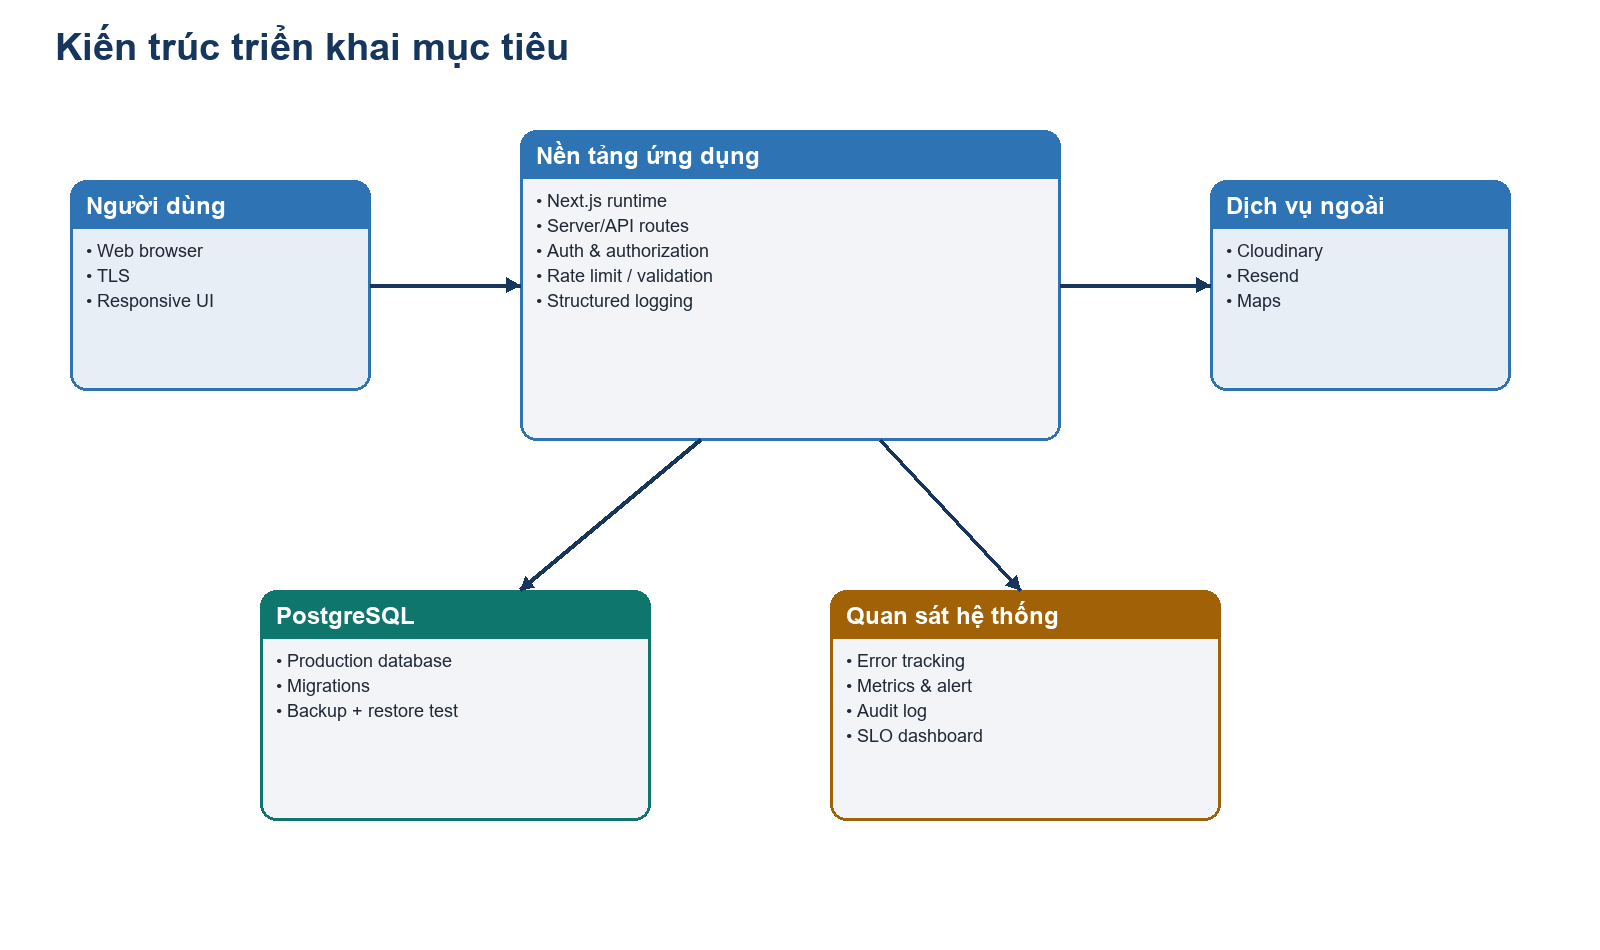 Kiến trúc triển khai mục tiêu
Người dùng
• Web browser
• TLS
• Responsive UI
Nền tảng ứng dụng
• Next.js runtime
• Server/API routes
• Auth & authorization
• Rate limit / validation
• Structured logging
Dịch vụ ngoài
• Cloudinary
• Resend
• Maps
PostgreSQL
• Production database
• Migrations
• Backup + restore test
Quan sát hệ thống
• Error tracking
• Metrics & alert
• Audit log
• SLO dashboard